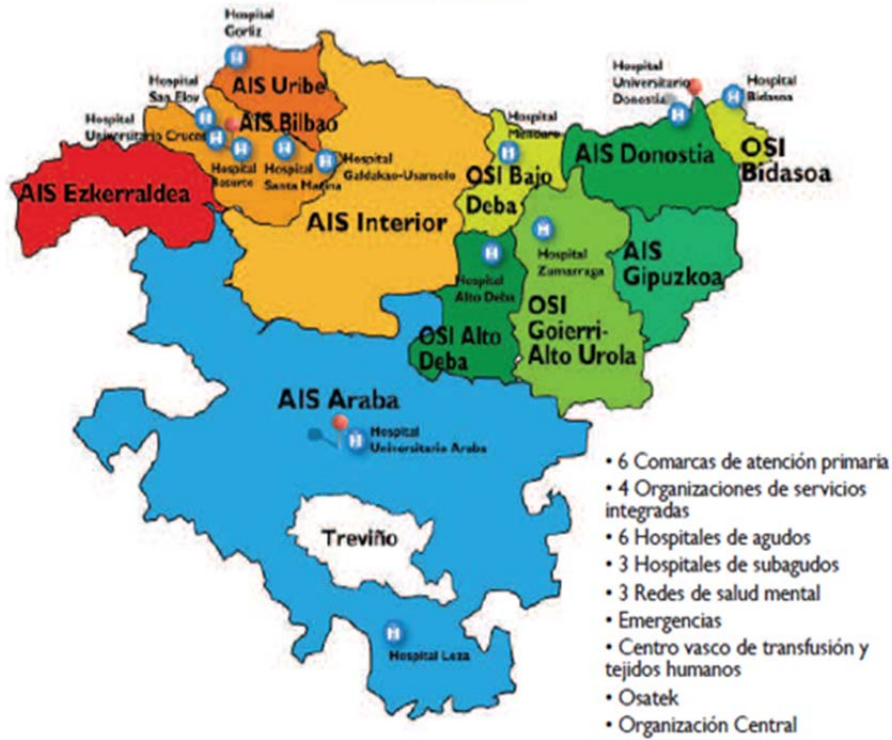 Hospital
Gorliz
Hospital
San Eloy
AIS Uribe
Hospital
Universitario Cruces
AIS Bilbao
Hospital
Basurto
Hospital
Santa Marina
Hospital
Galdakao-Usansolo
AIS Ezkerraldea
AIS Interior
Hospital
Mendaro
OSI Bajo
Deba
Hospital
Universitario
Donostia
Hospital
Bidasoa
AIS Donostia
OSI
Bidasoa
Hospital
Alto Deba
Hospital
Zumarraga
AIS
Gipuzkoa
OSI Alto
Deba
OSI
Goierri-
Alto Urola
AIS Araba
Hospital
Universitario Araba
Treviño
Hospital Leza
• 6 Comarcas de atención primaria
• 4 Organizaciones de servicios
integradas
• 6 Hospitales de agudos
• 3 Hospitales de subagudos
• 3 Redes de salud mental
• Emergencias
• Centro vasco de transfusión y
tejidos humanos
• Osatek
• Organización Central